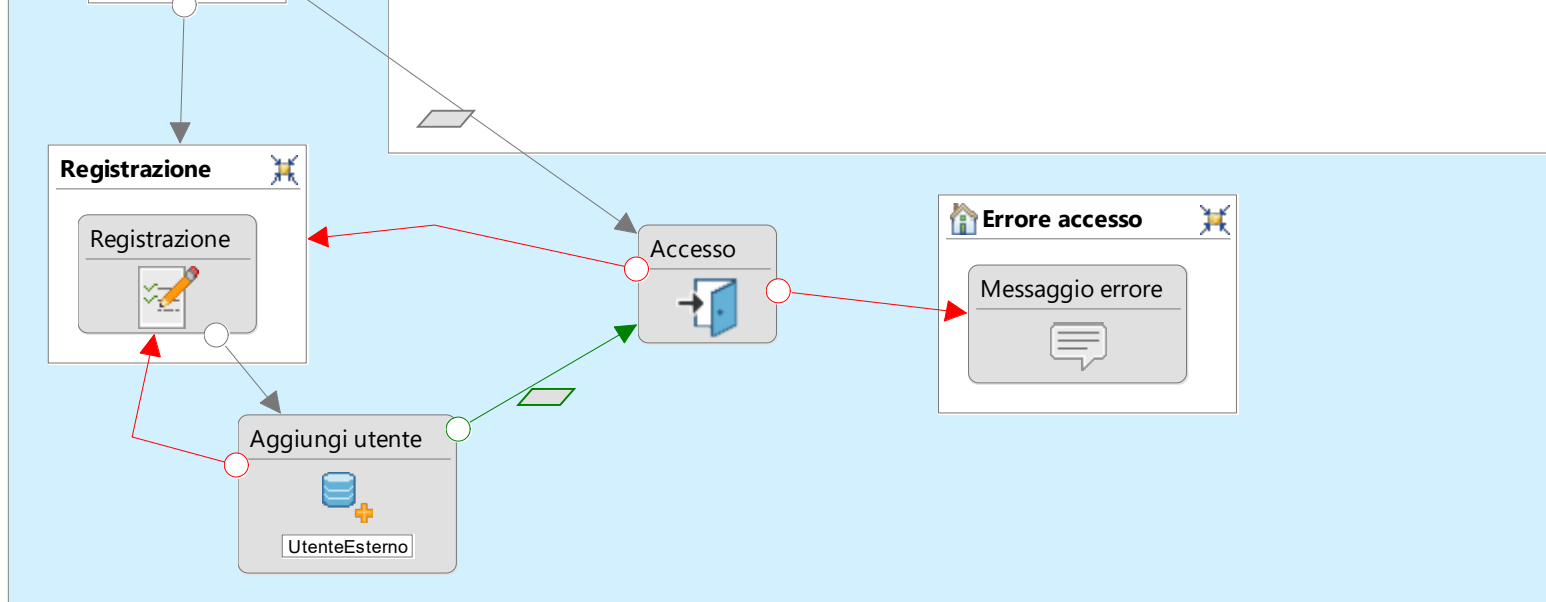 Registrazione
Registrazione
Accesso
Errore accesso
Messaggio errore
Aggiungi utente
UtenteEsterno